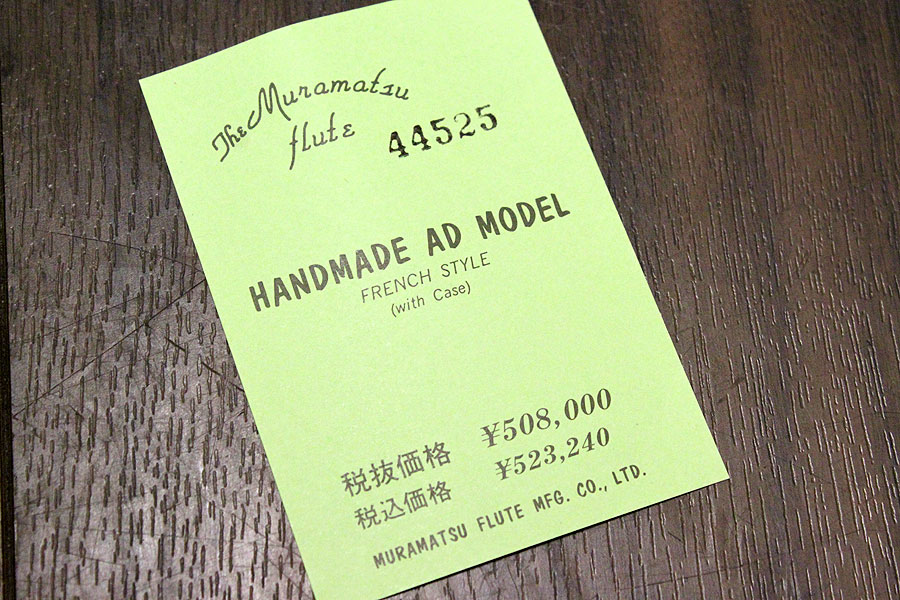 The Muramatsu
flute 44525
HANDMADE AD MODEL
FRENCH STYLE
(with Case)
税抜価格 ¥508,000
税込価格 ¥523,240
MURAMATSU FLUTE MFG. CO., LTD.